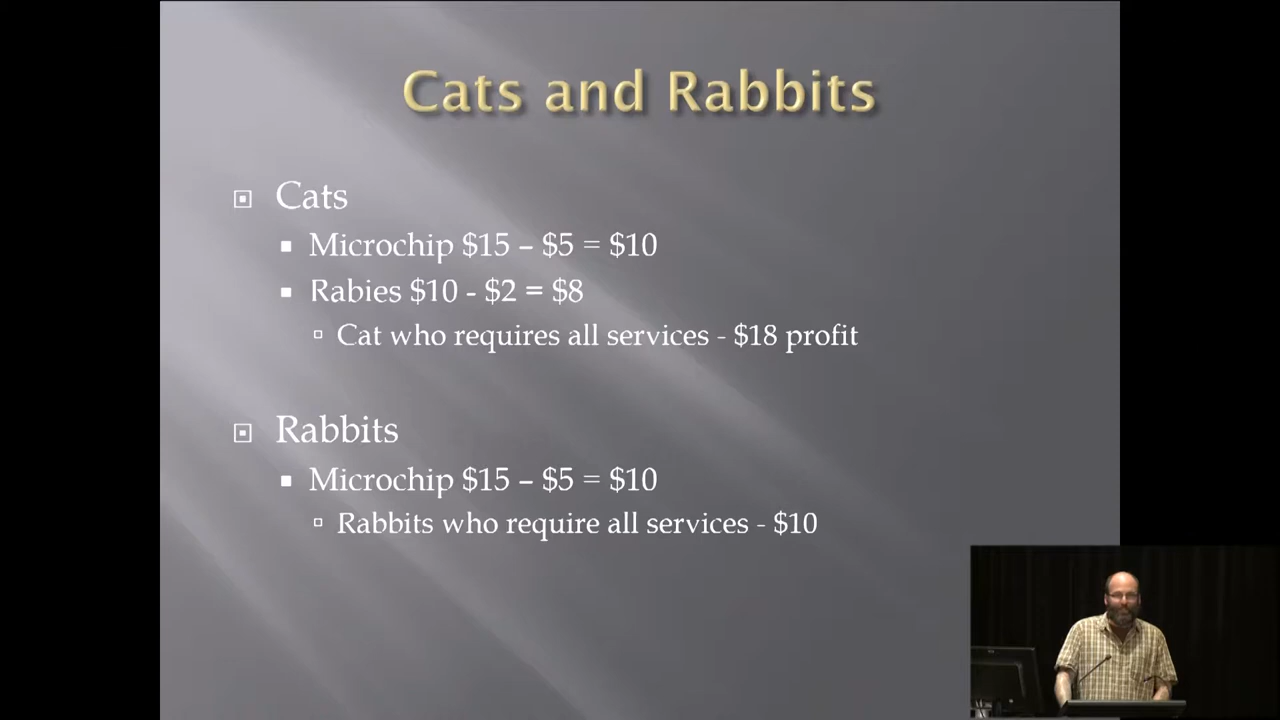 Cats and Rabbits
Cats
Microchip $15 – $5 = $10
Rabies $10 - $2 = $8
Cat who requires all services - $18 profit
Rabbits
Microchip $15 – $5 = $10
Rabbits who require all services - $10